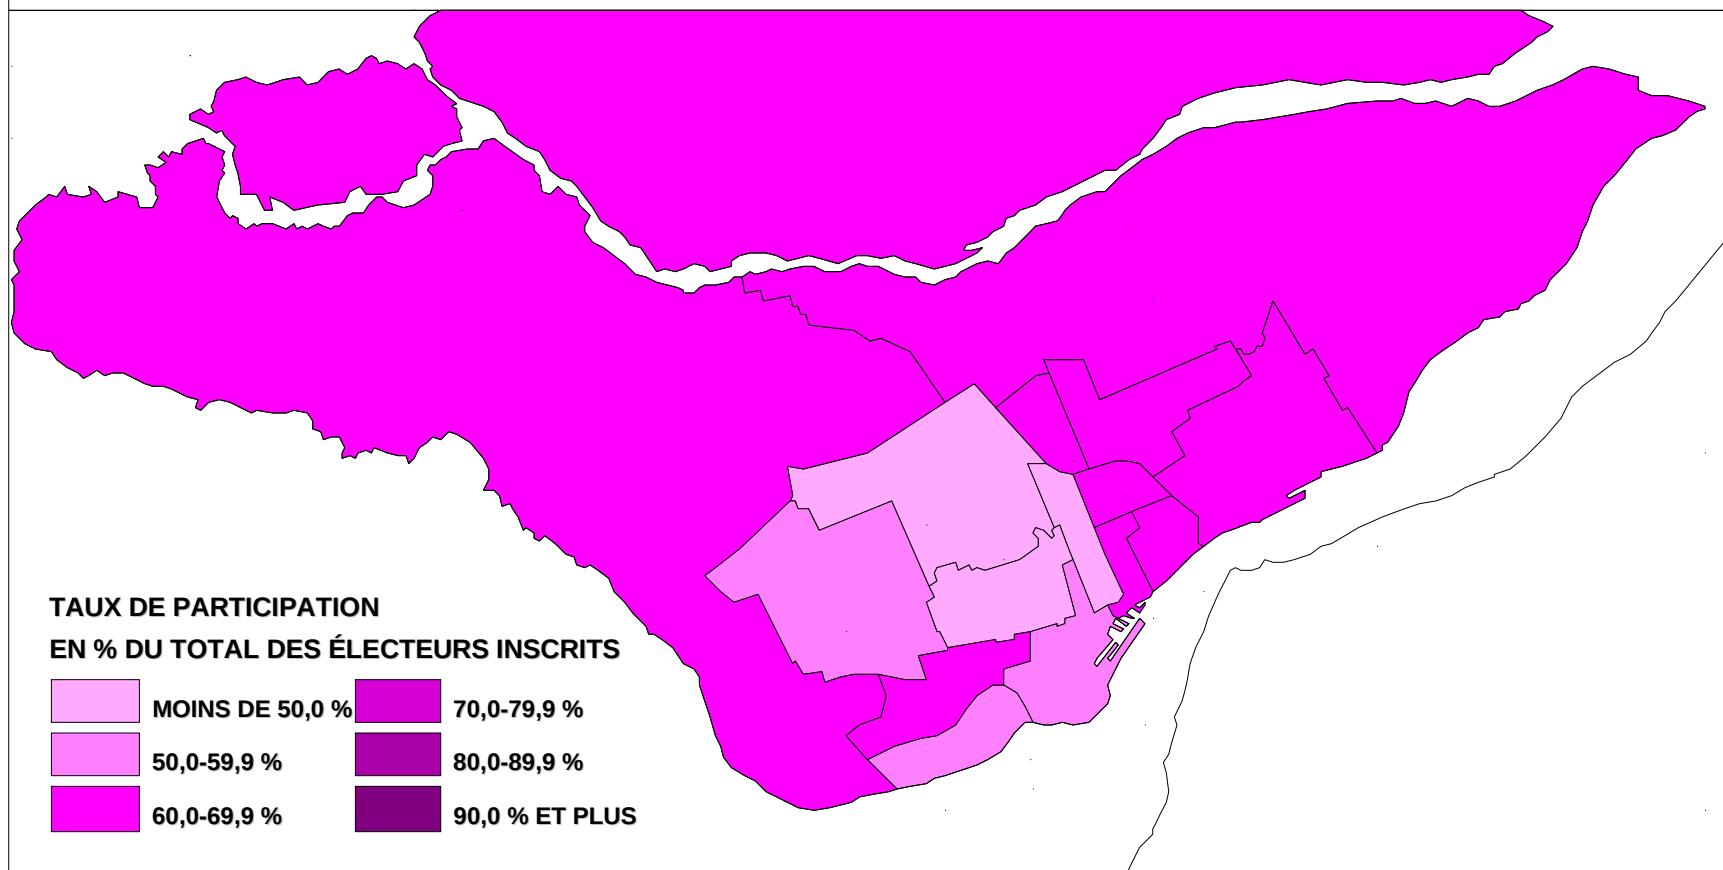 TAUX DE PARTICIPATION
EN % DU TOTAL DES ÉLECTEURS INSCRITS
MOINS DE 50,0 %
50,0-59,9 %
60,0-69,9 %
70,0-79,9 %
80,0-89,9 %
90,0 % ET PLUS